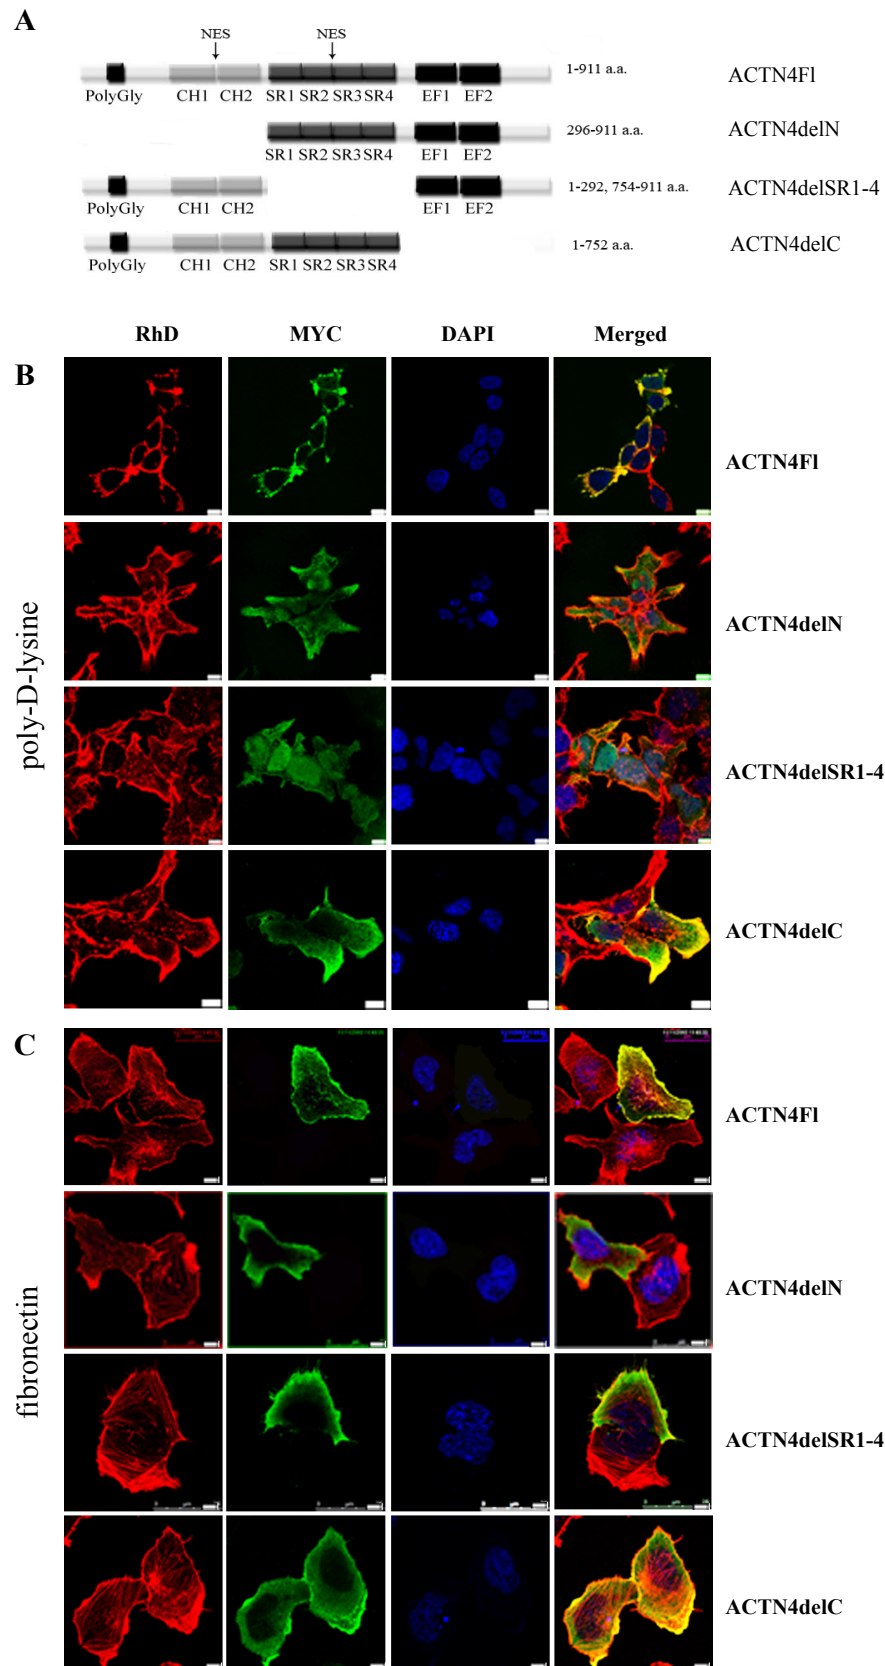 A
NES NES
PolyGly CH1 CH2 SR1 SR2 SR3 SR4 EF1 EF2 1-911 a.a. ACTN4Fl
SR1 SR2 SR3 SR4 EF1 EF2 296-911 a.a. ACTN4delN
PolyGly CH1 CH2 EF1 EF2 1-292, 754-911 a.a. ACTN4delSR1-4
PolyGly CH1 CH2 SR1 SR2 SR3 SR4 1-752 a.a. ACTN4delC
RhD MYC DAPI Merged
B
poly-D-lysine
ACTN4Fl
ACTN4delN
ACTN4delSR1-4
ACTN4delC
C
fibronectin
ACTN4Fl
ACTN4delN
ACTN4delSR1-4
ACTN4delC